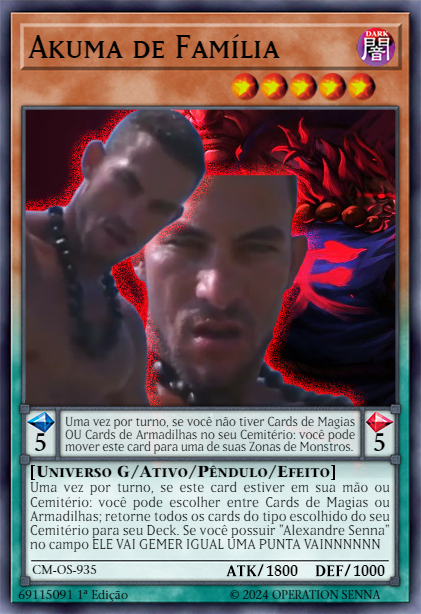 AKUMA DE FAMÍLIA
DARK
闇
Uma vez por turno, se você não tiver Cards de Magias
OU Cards de Armadilhas no seu Cemitério: você pode
mover este card para uma de suas Zonas de Monstros.
5
5
[UNIVERSO G/ATIVO/PÊNDULO/EFEITO]
Uma vez por turno, se este card estiver em sua mão ou
Cemitério: você pode escolher entre Cards de Magias ou
Armadilhas; retorne todos os cards do tipo escolhido do seu
Cemitério para seu Deck. Se você possuir "Alexandre Senna"
no campo ELE VAI GEMER IGUAL UMA PUNTA VAINNNNNN
CM-OS-935
ATK/1800 DEF/1000
69115091 1ª Edição
© 2024 OPERATION SENNA